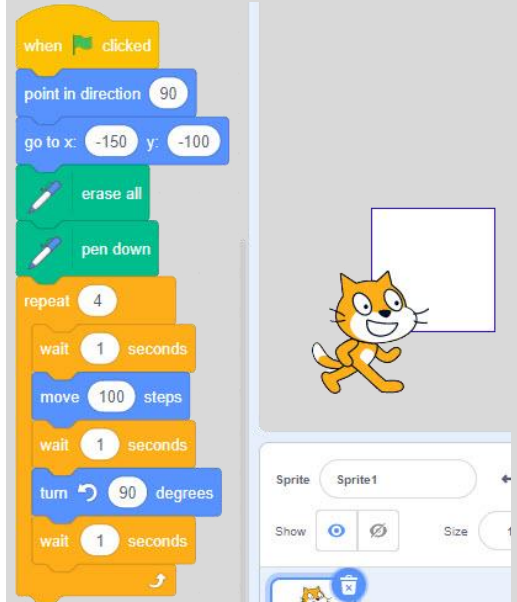 when clicked
point in direction 90
go to x: -150 y: -100
erase all
pen down
repeat 4
wait 1 seconds
move 100 steps
wait 1 seconds
turn 90 degrees
wait 1 seconds
Sprite Sprite1
Show Size